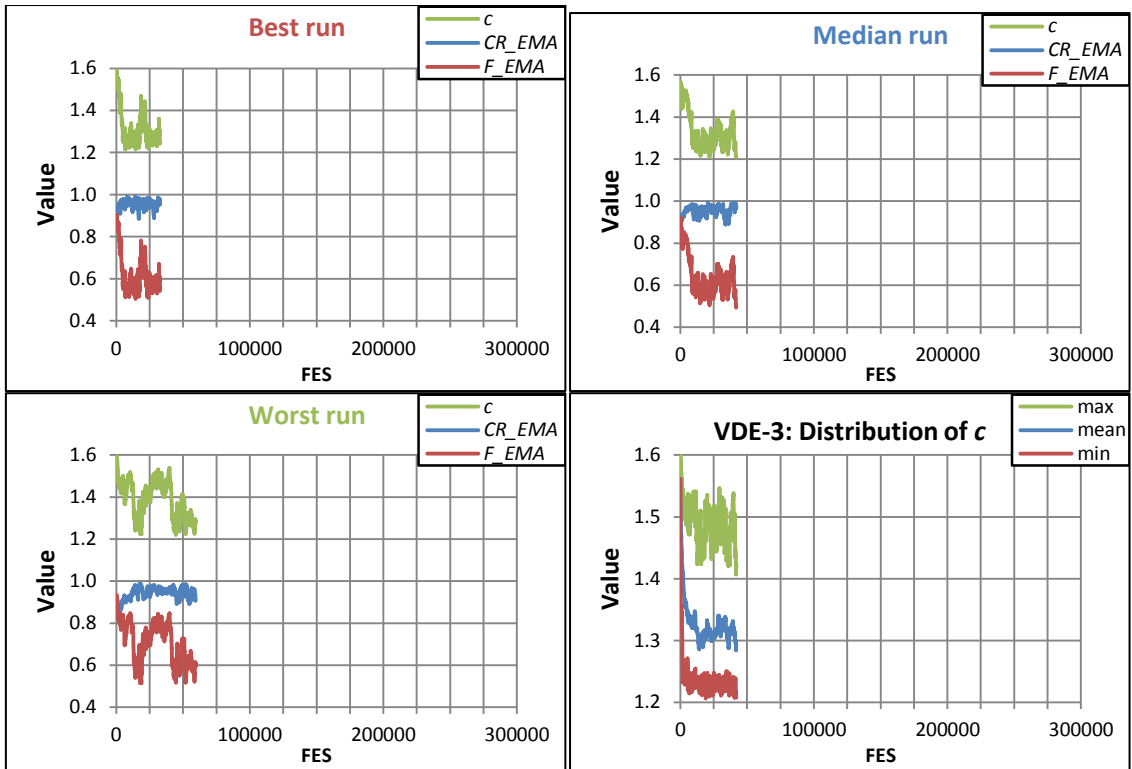 Best run
c
CR_EMA
F_EMA
1.6
1.4
1.2
1.0
0.8
0.6
0.4
Value
0
100000
200000
300000
FES
Median run
c
CR_EMA
F_EMA
1.6
1.4
1.2
1.0
0.8
0.6
0.4
Value
0
100000
200000
300000
FES
Worst run
c
CR_EMA
F_EMA
1.6
1.4
1.2
1.0
0.8
0.6
0.4
Value
0
100000
200000
300000
FES
VDE-3: Distribution of c
max
mean
min
1.6
1.5
1.4
1.3
1.2
Value
0
100000
200000
300000
FES